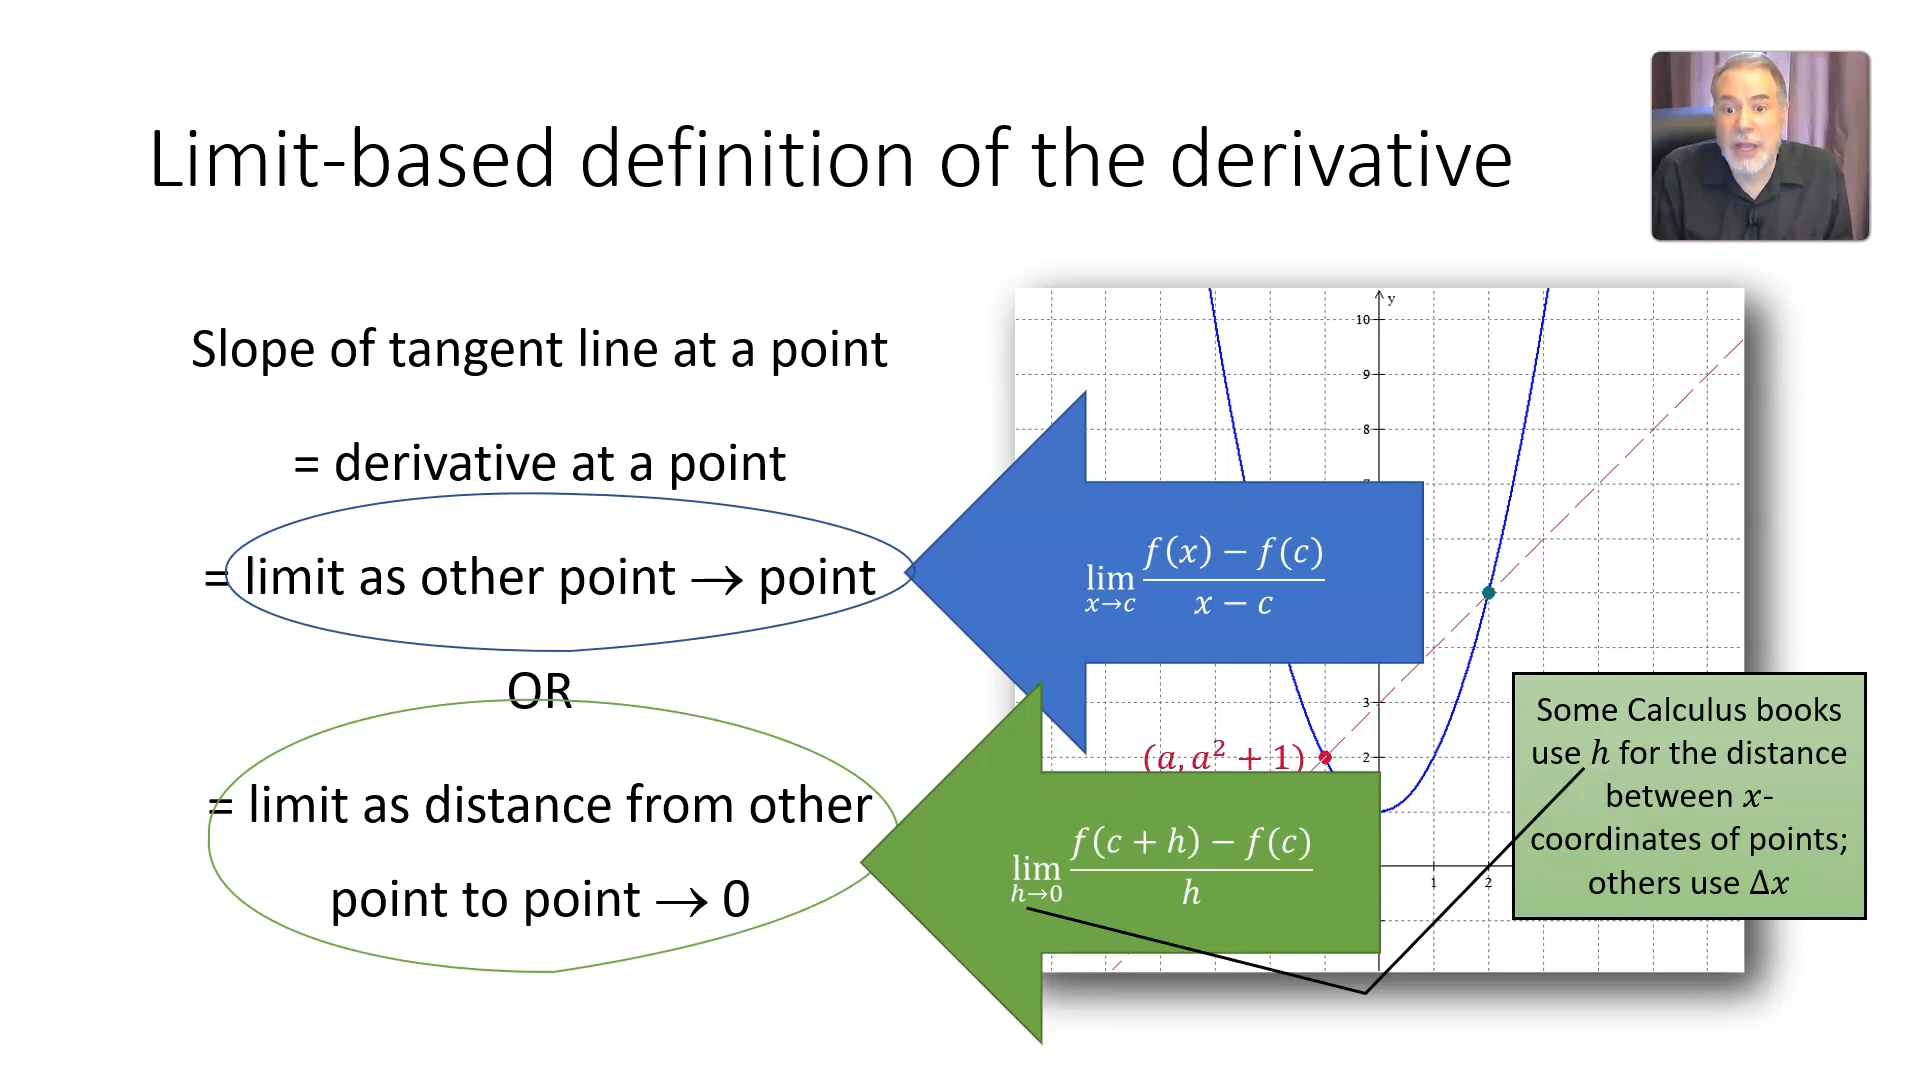 Limit-based definition of the derivative
Slope of tangent line at a point
= derivative at a point
= limit as other point → point
OR
= limit as distance from other
point to point → 0
lim x→c (f(x) − f(c))/(x − c)
lim h→0 (f(c + h) − f(c))/h
y
10
9
8
3
(a, a² + 1)
2
1
2
Some Calculus books
use h for the distance
between x-
coordinates of points;
others use Δx